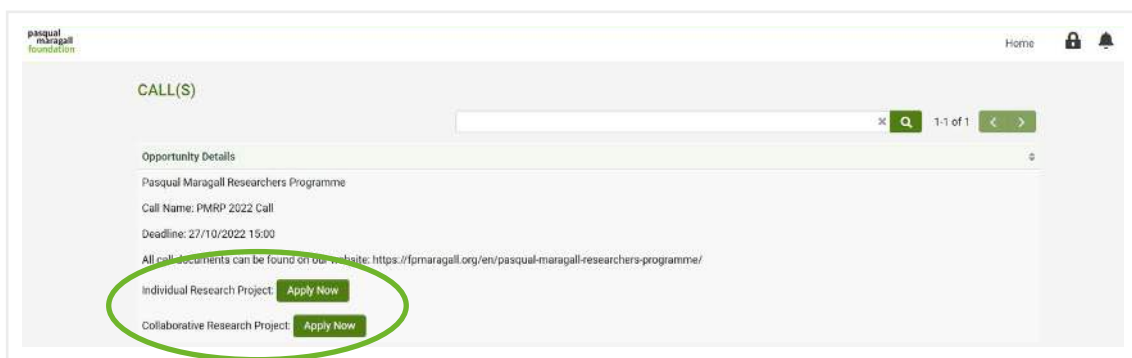 pasqual
maragall
foundation
Home
CALL(S)
1-1 of 1
Opportunity Details
Pasqual Maragall Researchers Programme
Call Name: PMRP 2022 Call
Deadline: 27/10/2022 15:00
All call documents can be found on our website: https://fpmaragall.org/en/pasqual-maragall-researchers-programme/
Individual Research Project: Apply Now
Collaborative Research Project: Apply Now